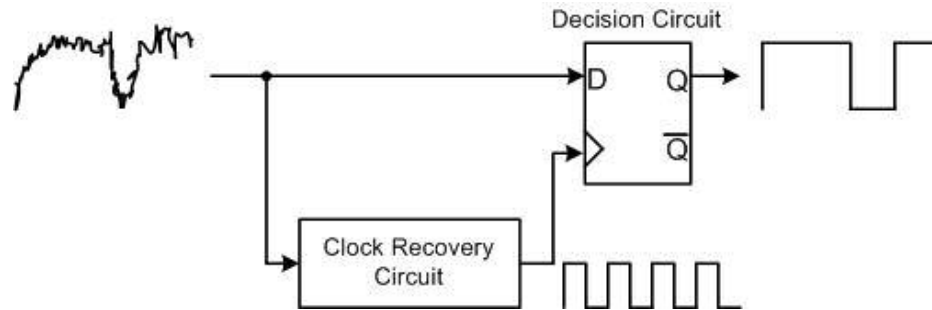 Decision Circuit
D Q
Q̅
Clock Recovery
Circuit